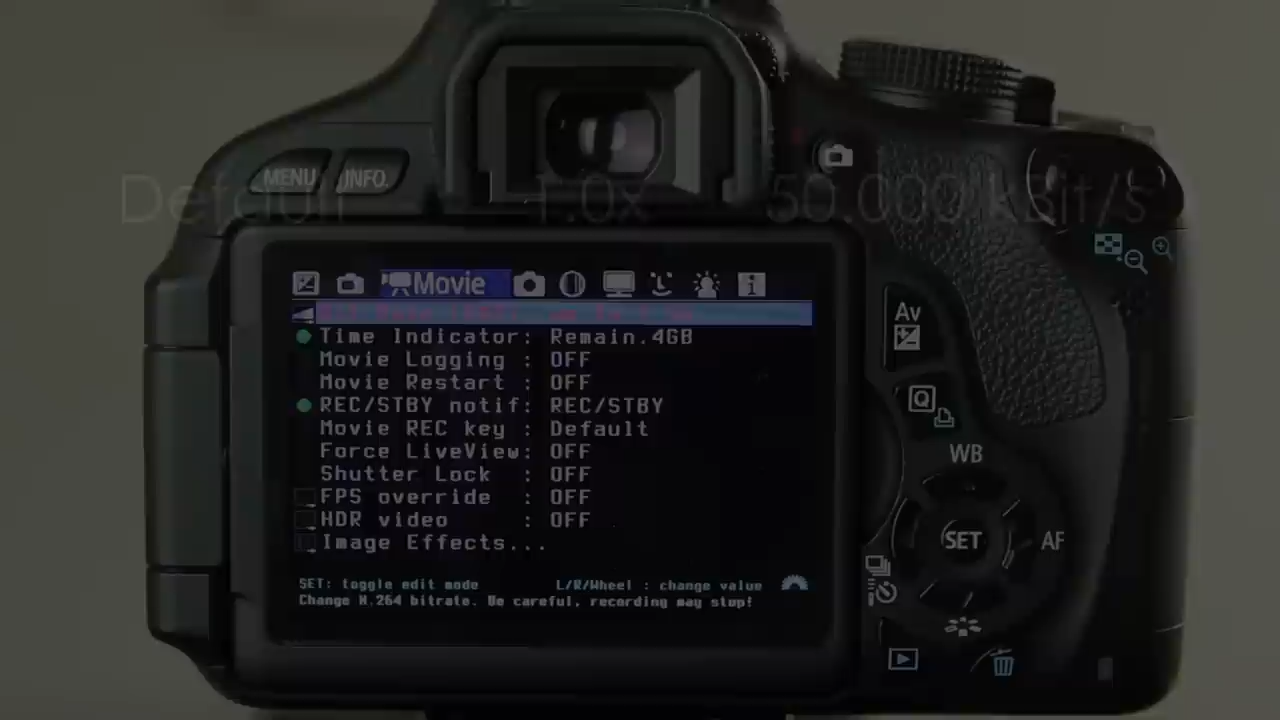 MENU INFO.
Default 1.0x kBit/s
Movie
Time Indicator: Remain.4GB
Movie Logging : OFF
Movie Restart : OFF
REC/STBY notif: REC/STBY
Movie REC key : Default
Force LiveView: OFF
Shutter Lock : OFF
FPS override : OFF
HDR video : OFF
Image Effects...
SET: toggle edit mode L/R/Wheel : change value
Change H.264 bitrate. Be careful, recording may stop!
Av
Q
WB
SET
AF